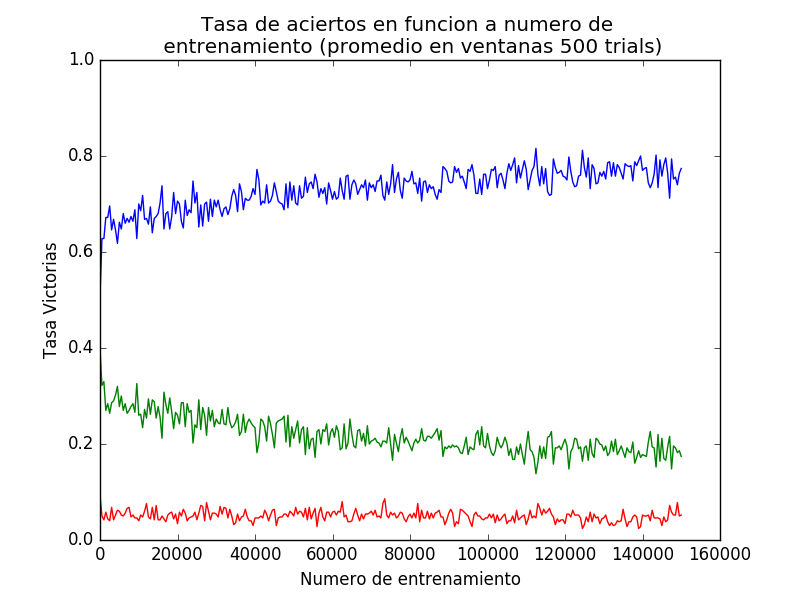 Tasa de aciertos en funcion a numero de
entrenamiento (promedio en ventanas 500 trials)
1.0
0.8
0.6
0.4
0.2
0.0
Tasa Victorias
0 20000 40000 60000 80000 100000 120000 140000 160000
Numero de entrenamiento